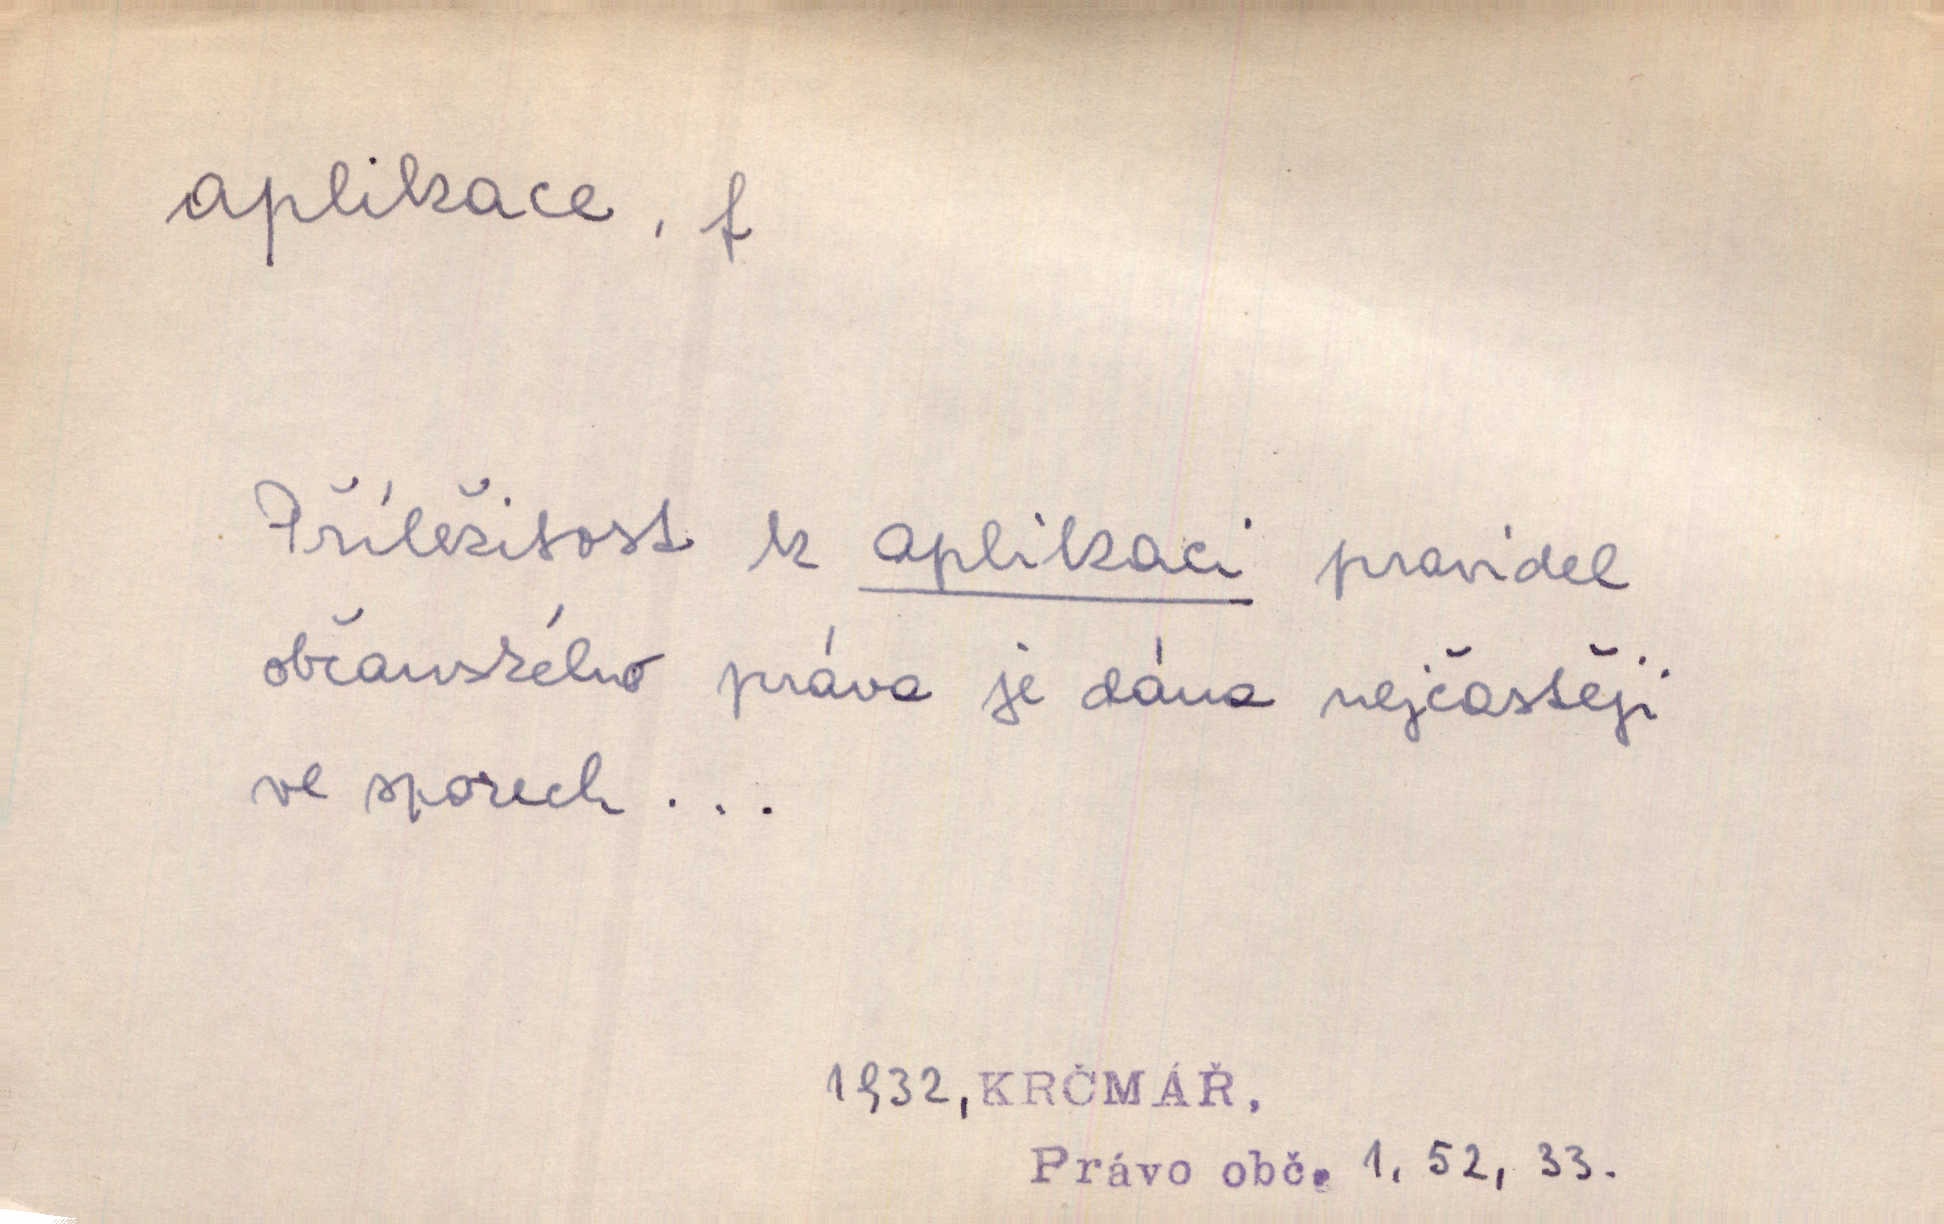 aplikace, f
Příležitost k aplikaci pravidel
občanského práva je dána nejčastěji
ve sporech ...
1932, KRČMÁŘ,
Právo obč. 1, 52, 33.